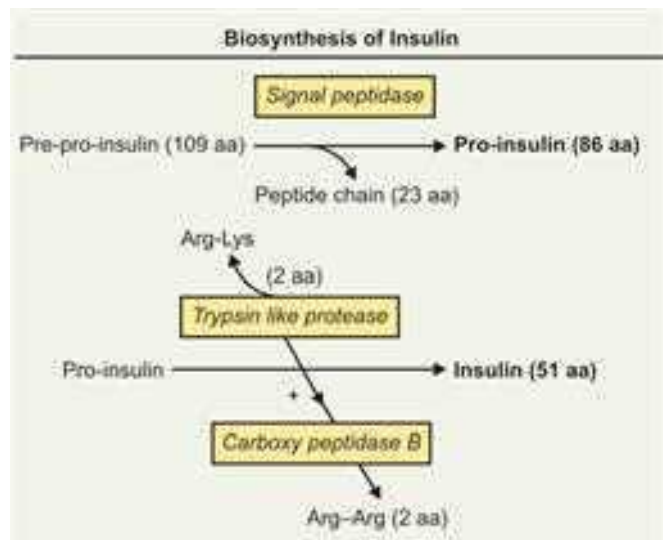 Biosynthesis of Insulin
Signal peptidase
Pre-pro-insulin (109 aa) Pro-insulin (86 aa)
Peptide chain (23 aa)
Arg-Lys
(2 aa)
Trypsin like protease
Pro-insulin Insulin (51 aa)
+
Carboxy peptidase B
Arg–Arg (2 aa)